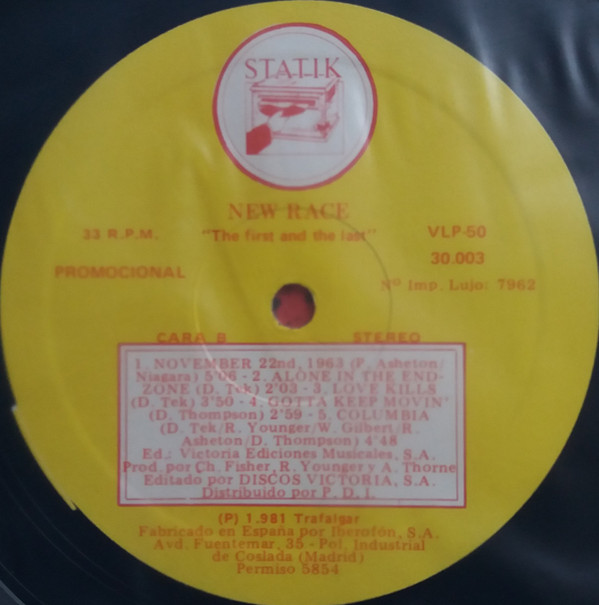 STATIK
NEW RACE
33 R.P.M. "The first and the last" VLP-50
30.003
PROMOCIONAL Nº Imp. Lujo: 7962
CARA B STEREO
1. NOVEMBER 22nd, 1963 (P. Asheton/
Niagara) 5'06 - 2. ALONE IN THE END-
ZONE (D. Tek) 2'03 - 3. LOVE KILLS
(D. Tek) 3'50 - 4. GOTTA KEEP MOVIN'
(D. Thompson) 2'59 - 5. COLUMBIA
(D. Tek/R. Younger/W. Gilbert/R.
Asheton/D. Thompson) 4'48
Ed.: Victoria Ediciones Musicales, S.A.
Prod. por Ch. Fisher, R. Younger y A. Thorne
Editado por DISCOS VICTORIA, S.A.
Distribuido por P. D. I.
(P) 1.981 Trafalgar
Fabricado en España por Iberofón, S.A.
Avd. Fuentemar, 35 - Pol. Industrial
de Coslada (Madrid)
Permiso 5854